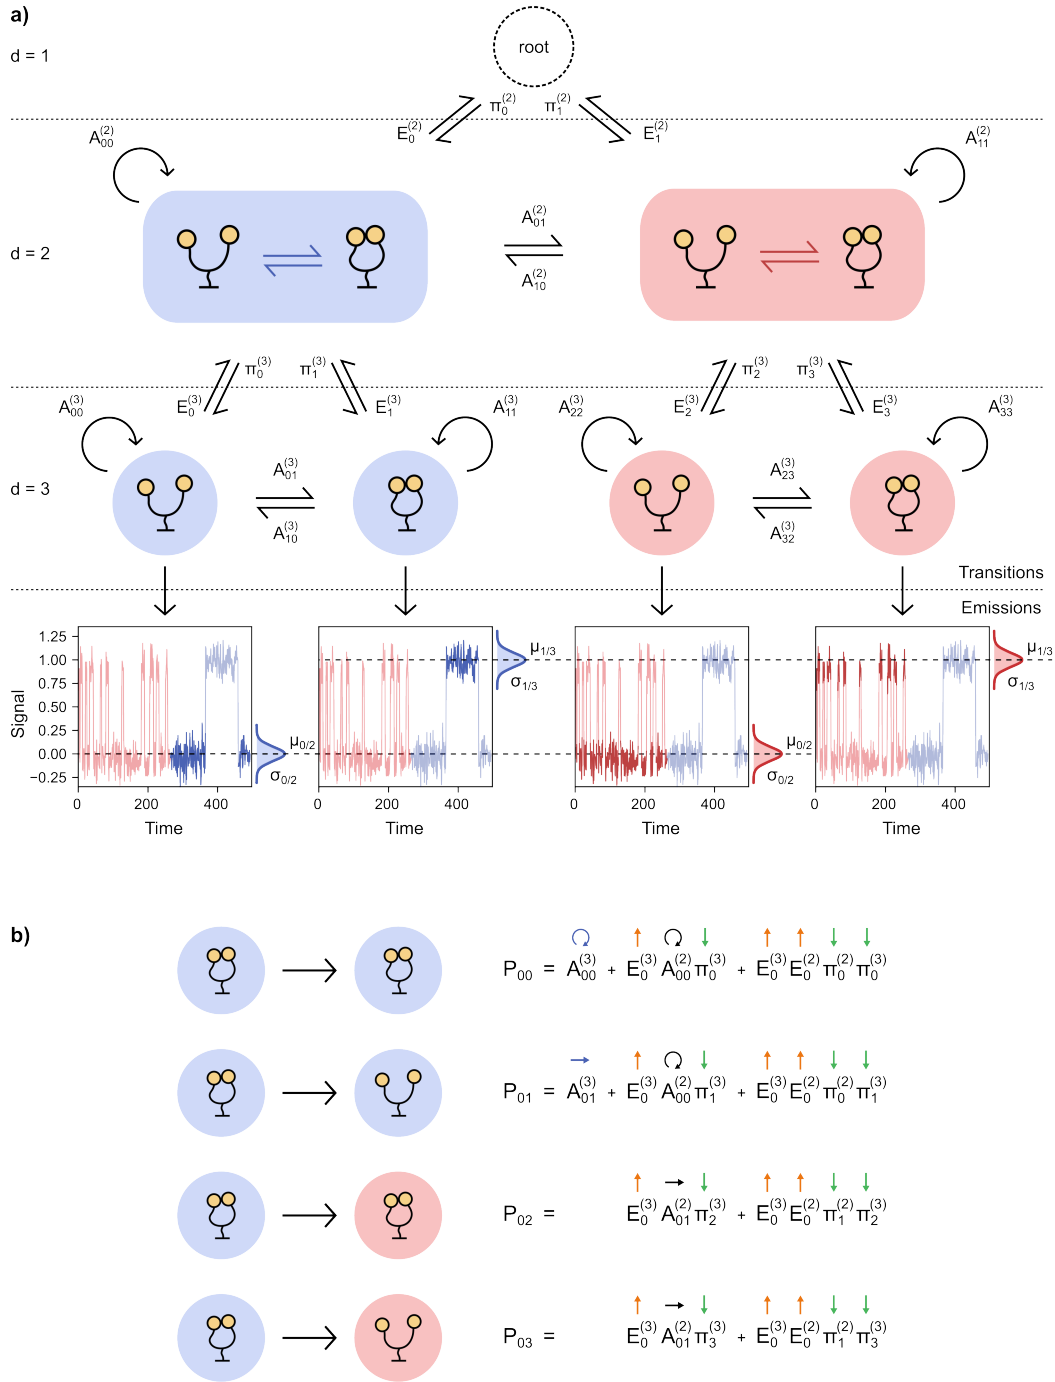 a)
root
d = 1
π₀⁽²⁾ π₁⁽²⁾
E₀⁽²⁾ E₁⁽²⁾
A₀₀⁽²⁾ A₁₁⁽²⁾
A₀₁⁽²⁾
d = 2
A₁₀⁽²⁾
π₀⁽³⁾ π₁⁽³⁾ π₂⁽³⁾ π₃⁽³⁾
A₀₀⁽³⁾ E₀⁽³⁾ E₁⁽³⁾ A₁₁⁽³⁾ A₂₂⁽³⁾ E₂⁽³⁾ E₃⁽³⁾ A₃₃⁽³⁾
A₀₁⁽³⁾ A₂₃⁽³⁾
d = 3
A₁₀⁽³⁾ A₃₂⁽³⁾
Transitions
Emissions
1.25
1.00
0.75
0.50
0.25
0.00
−0.25
Signal
μ0/2
σ0/2
μ1/3
σ1/3
μ0/2
σ0/2
μ1/3
σ1/3
0 200 400 0 200 400 0 200 400 0 200 400
Time Time Time Time
b)
P₀₀ = A₀₀⁽³⁾ + E₀⁽³⁾ A₀₀⁽²⁾ π₀⁽³⁾ + E₀⁽³⁾ E₀⁽²⁾ π₀⁽²⁾ π₀⁽³⁾
P₀₁ = A₀₁⁽³⁾ + E₀⁽³⁾ A₀₀⁽²⁾ π₁⁽³⁾ + E₀⁽³⁾ E₀⁽²⁾ π₀⁽²⁾ π₁⁽³⁾
P₀₂ = E₀⁽³⁾ A₀₁⁽²⁾ π₂⁽³⁾ + E₀⁽³⁾ E₀⁽²⁾ π₁⁽²⁾ π₂⁽³⁾
P₀₃ = E₀⁽³⁾ A₀₁⁽²⁾ π₃⁽³⁾ + E₀⁽³⁾ E₀⁽²⁾ π₁⁽²⁾ π₃⁽³⁾